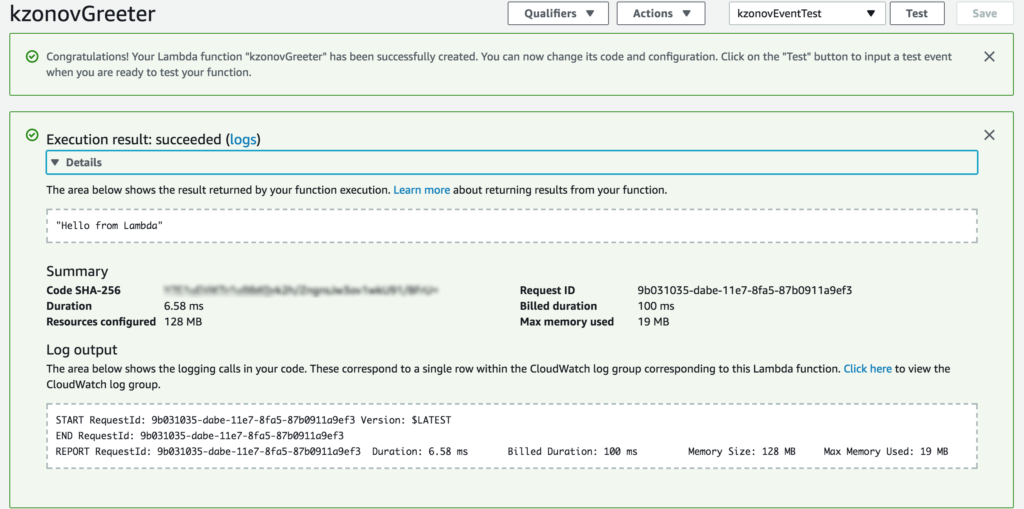 kzonovGreeter
Qualifiers
Actions
kzonovEventTest
Test
Save
Congratulations! Your Lambda function "kzonovGreeter" has been successfully created. You can now change its code and configuration. Click on the "Test" button to input a test event
when you are ready to test your function.
Execution result: succeeded (logs)
Details
The area below shows the result returned by your function execution. Learn more about returning results from your function.
"Hello from Lambda"
Summary
Code SHA-256
Request ID 9b031035-dabe-11e7-8fa5-87b0911a9ef3
Duration 6.58 ms Billed duration 100 ms
Resources configured 128 MB Max memory used 19 MB
Log output
The area below shows the logging calls in your code. These correspond to a single row within the CloudWatch log group corresponding to this Lambda function. Click here to view the
CloudWatch log group.
START RequestId: 9b031035-dabe-11e7-8fa5-87b0911a9ef3 Version: $LATEST
END RequestId: 9b031035-dabe-11e7-8fa5-87b0911a9ef3
REPORT RequestId: 9b031035-dabe-11e7-8fa5-87b0911a9ef3 Duration: 6.58 ms Billed Duration: 100 ms Memory Size: 128 MB Max Memory Used: 19 MB